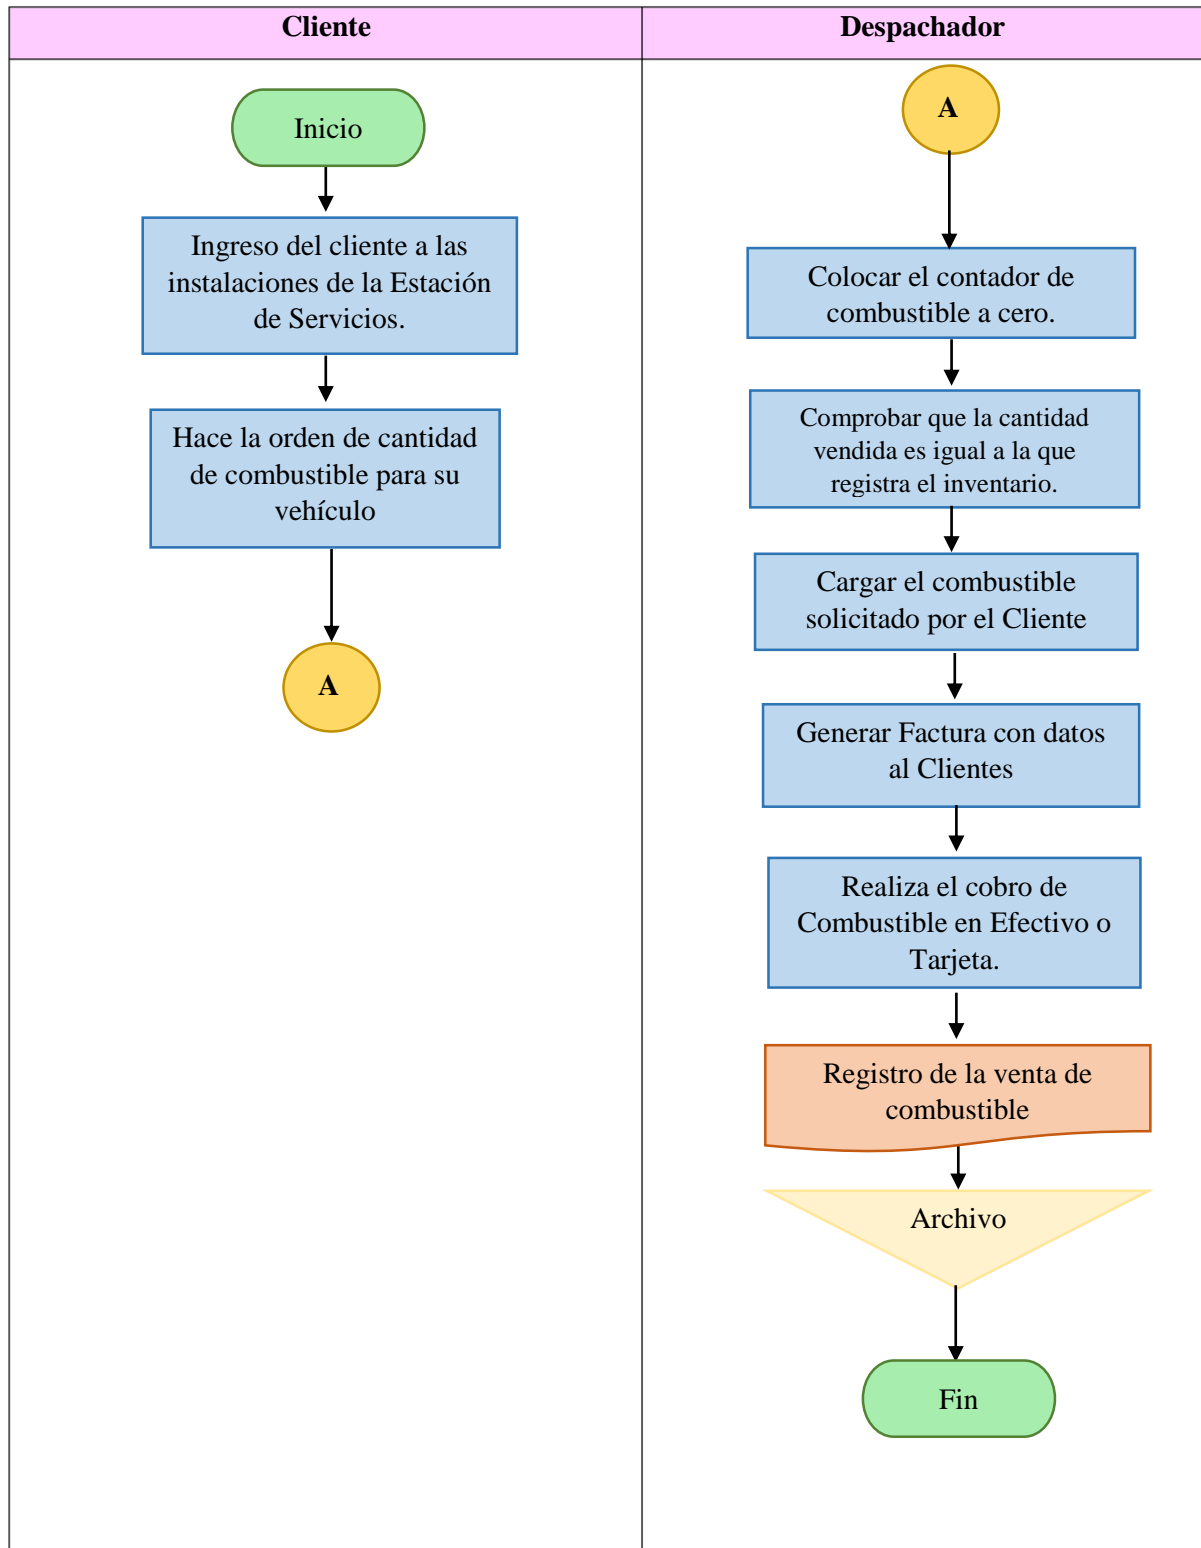 Cliente
Despachador
Inicio
Ingreso del cliente a las
instalaciones de la Estación
de Servicios.
Hace la orden de cantidad
de combustible para su
vehículo
A
A
Colocar el contador de
combustible a cero.
Comprobar que la cantidad
vendida es igual a la que
registra el inventario.
Cargar el combustible
solicitado por el Cliente
Generar Factura con datos
al Clientes
Realiza el cobro de
Combustible en Efectivo o
Tarjeta.
Registro de la venta de
combustible
Archivo
Fin